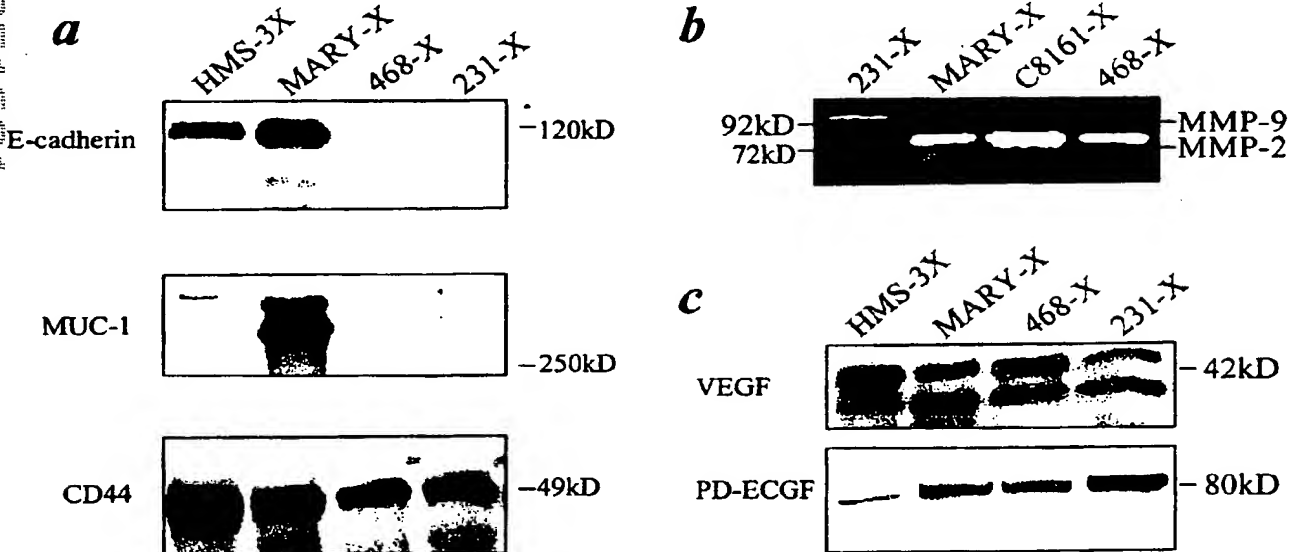 a
HMS-3X MARY-X 468-X 231-X
E-cadherin
-120kD
MUC-1
-250kD
CD44
-49kD
b
231-X MARY-X C8161-X 468-X
92kD-
-MMP-9
72kD-
-MMP-2
c
HMS-3X MARY-X 468-X 231-X
VEGF
-42kD
PD-ECGF
-80kD